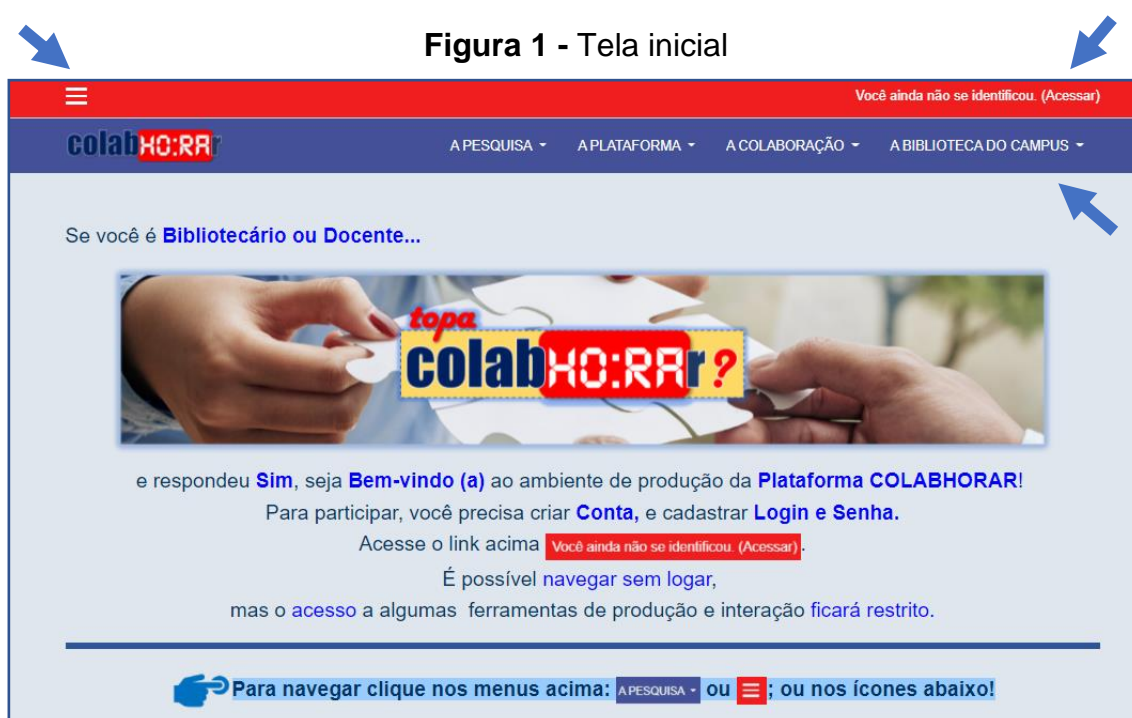 Figura 1 - Tela inicial
Você ainda não se identificou. (Acessar)
colabHO:RAr
A PESQUISA
A PLATAFORMA
A COLABORAÇÃO
A BIBLIOTECA DO CAMPUS
Se você é Bibliotecário ou Docente...
topa
colabHO:RAr?
e respondeu Sim, seja Bem-vindo (a) ao ambiente de produção da Plataforma COLABHORAR!
Para participar, você precisa criar Conta, e cadastrar Login e Senha.
Acesse o link acima Você ainda não se identificou. (Acessar).
É possível navegar sem logar,
mas o acesso a algumas ferramentas de produção e interação ficará restrito.
Para navegar clique nos menus acima: A PESQUISA ou ; ou nos ícones abaixo!